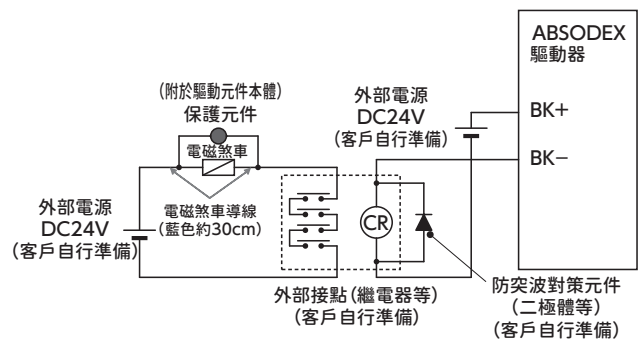 ABSODEX
驅動器
BK+
BK−
外部電源
DC24V
(客戶自行準備)
(附於驅動元件本體)
保護元件
電磁煞車
外部電源
DC24V
(客戶自行準備)
電磁煞車導線
(藍色約30cm)
CR
外部接點(繼電器等)
(客戶自行準備)
防突波對策元件
(二極體等)
(客戶自行準備)